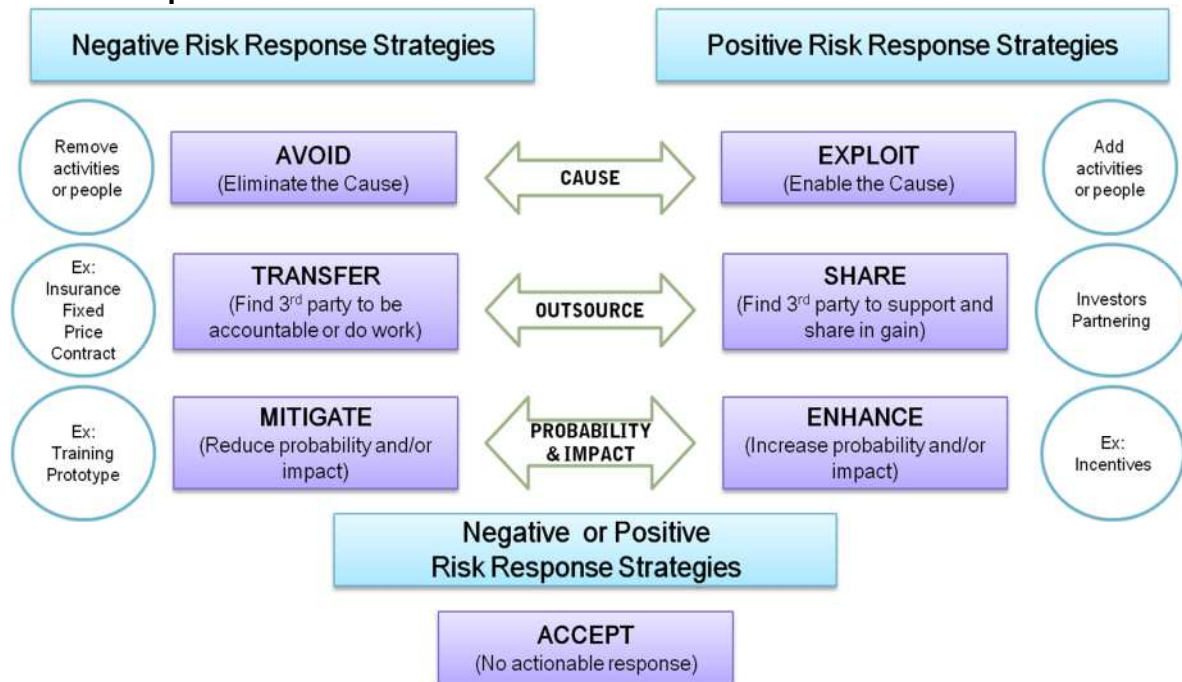 Negative Risk Response Strategies
Positive Risk Response Strategies
Remove
activities
or people
AVOID
(Eliminate the Cause)
CAUSE
EXPLOIT
(Enable the Cause)
Add
activities
or people
Ex:
Insurance
Fixed
Price
Contract
TRANSFER
(Find 3rd party to be
accountable or do work)
OUTSOURCE
SHARE
(Find 3rd party to support and
share in gain)
Investors
Partnering
Ex:
Training
Prototype
MITIGATE
(Reduce probability and/or
impact)
PROBABILITY
& IMPACT
ENHANCE
(Increase probability and/or
impact)
Ex:
Incentives
Negative or Positive
Risk Response Strategies
ACCEPT
(No actionable response)